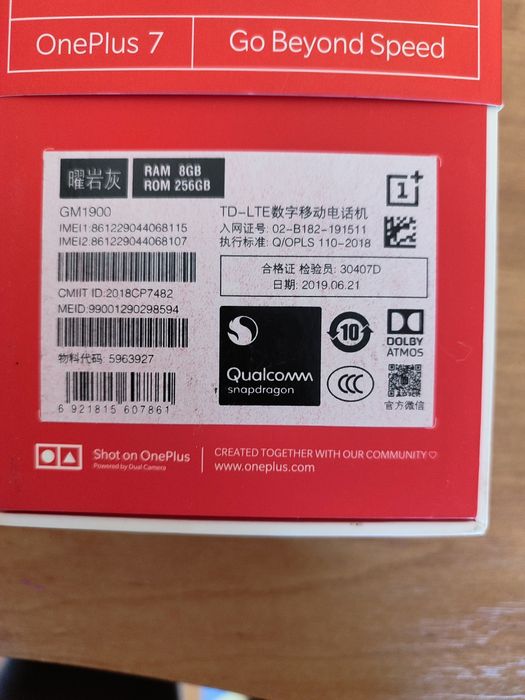 OnePlus 7
Go Beyond Speed
曜岩灰
RAM 8GB
ROM 256GB
GM1900
IMEI1:861229044068115
IMEI2:861229044068107
CMIIT ID:2018CP7482
MEID:99001290298594
物料代码: 5963927
6 921815 607861
TD-LTE数字移动电话机
入网证号: 02-B182-191511
执行标准: Q/OPLS 110-2018
合格证 检验员: 30407D
日期: 2019.06.21
Qualcomm
snapdragon
10
CCC
DOLBY
ATMOS
官方微信
Shot on OnePlus
Powered by Dual Camera
CREATED TOGETHER WITH OUR COMMUNITY♡
www.oneplus.com